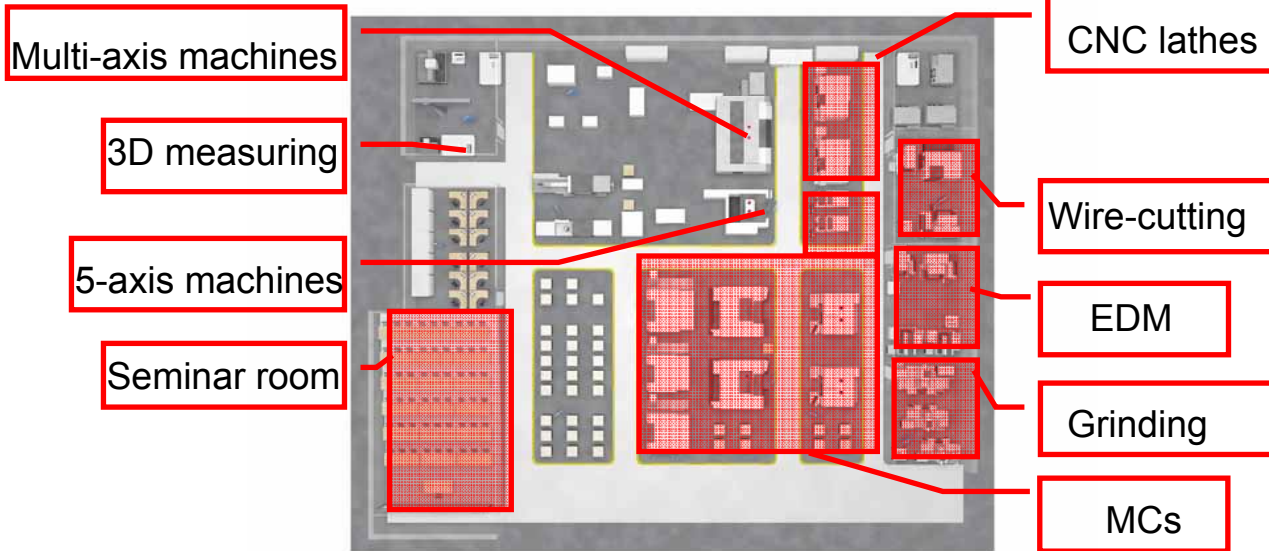 Multi-axis machines
3D measuring
5-axis machines
Seminar room
CNC lathes
Wire-cutting
EDM
Grinding
MCs